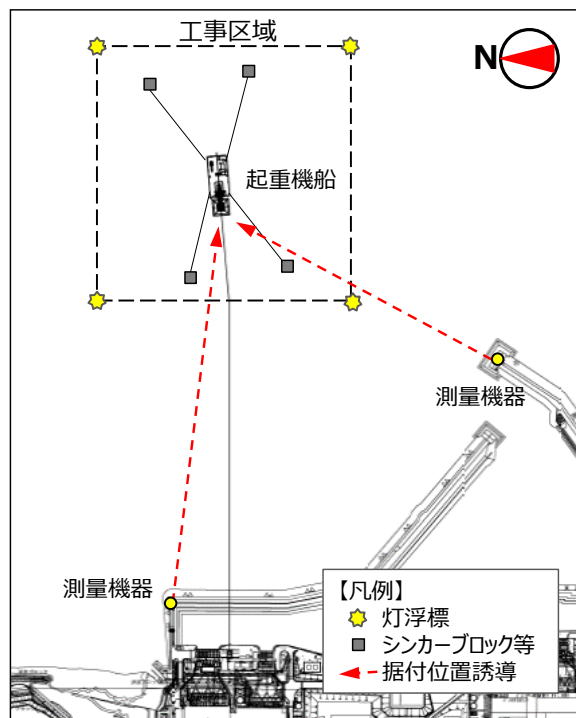 工事区域
N
起重機船
測量機器
測量機器
【凡例】
灯浮標
シンカーブロック等
据付位置誘導